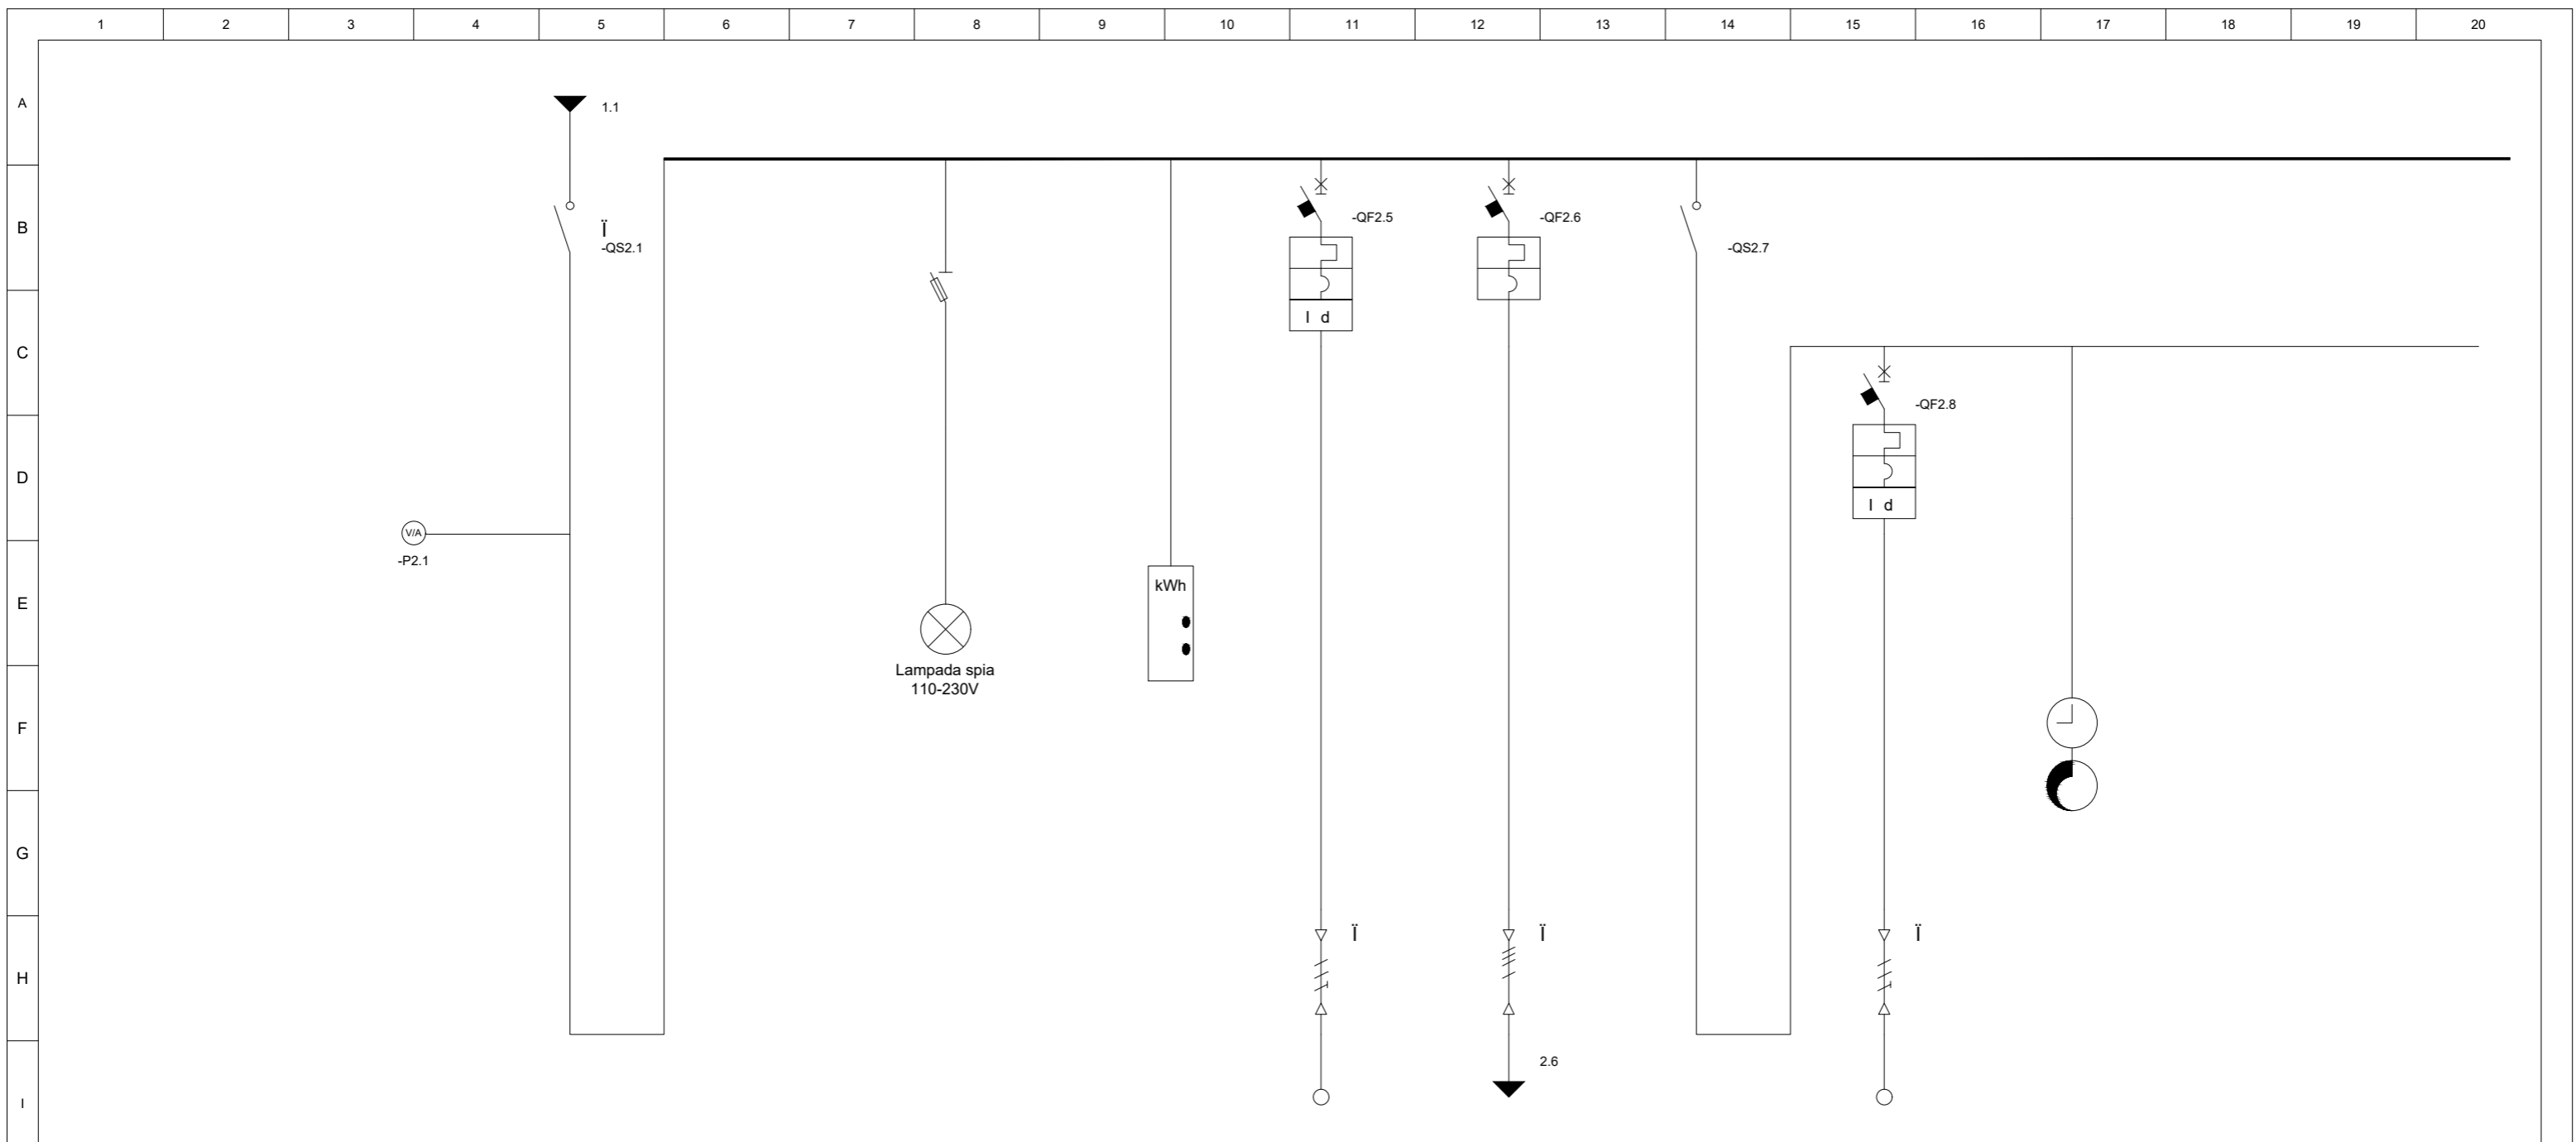 1 2 3 4 5 6 7 8 9 10 11 12 13 14 15 16 17 18 19 20
A
1.1
B
Ï
-QS2.1
-QF2.5
-QF2.6
-QS2.7
I d
C
-QF2.8
D
I d
V/A
-P2.1
E
kWh
Lampada spia
110-230V
F
G
Ï
Ï
Ï
H
2.6
I